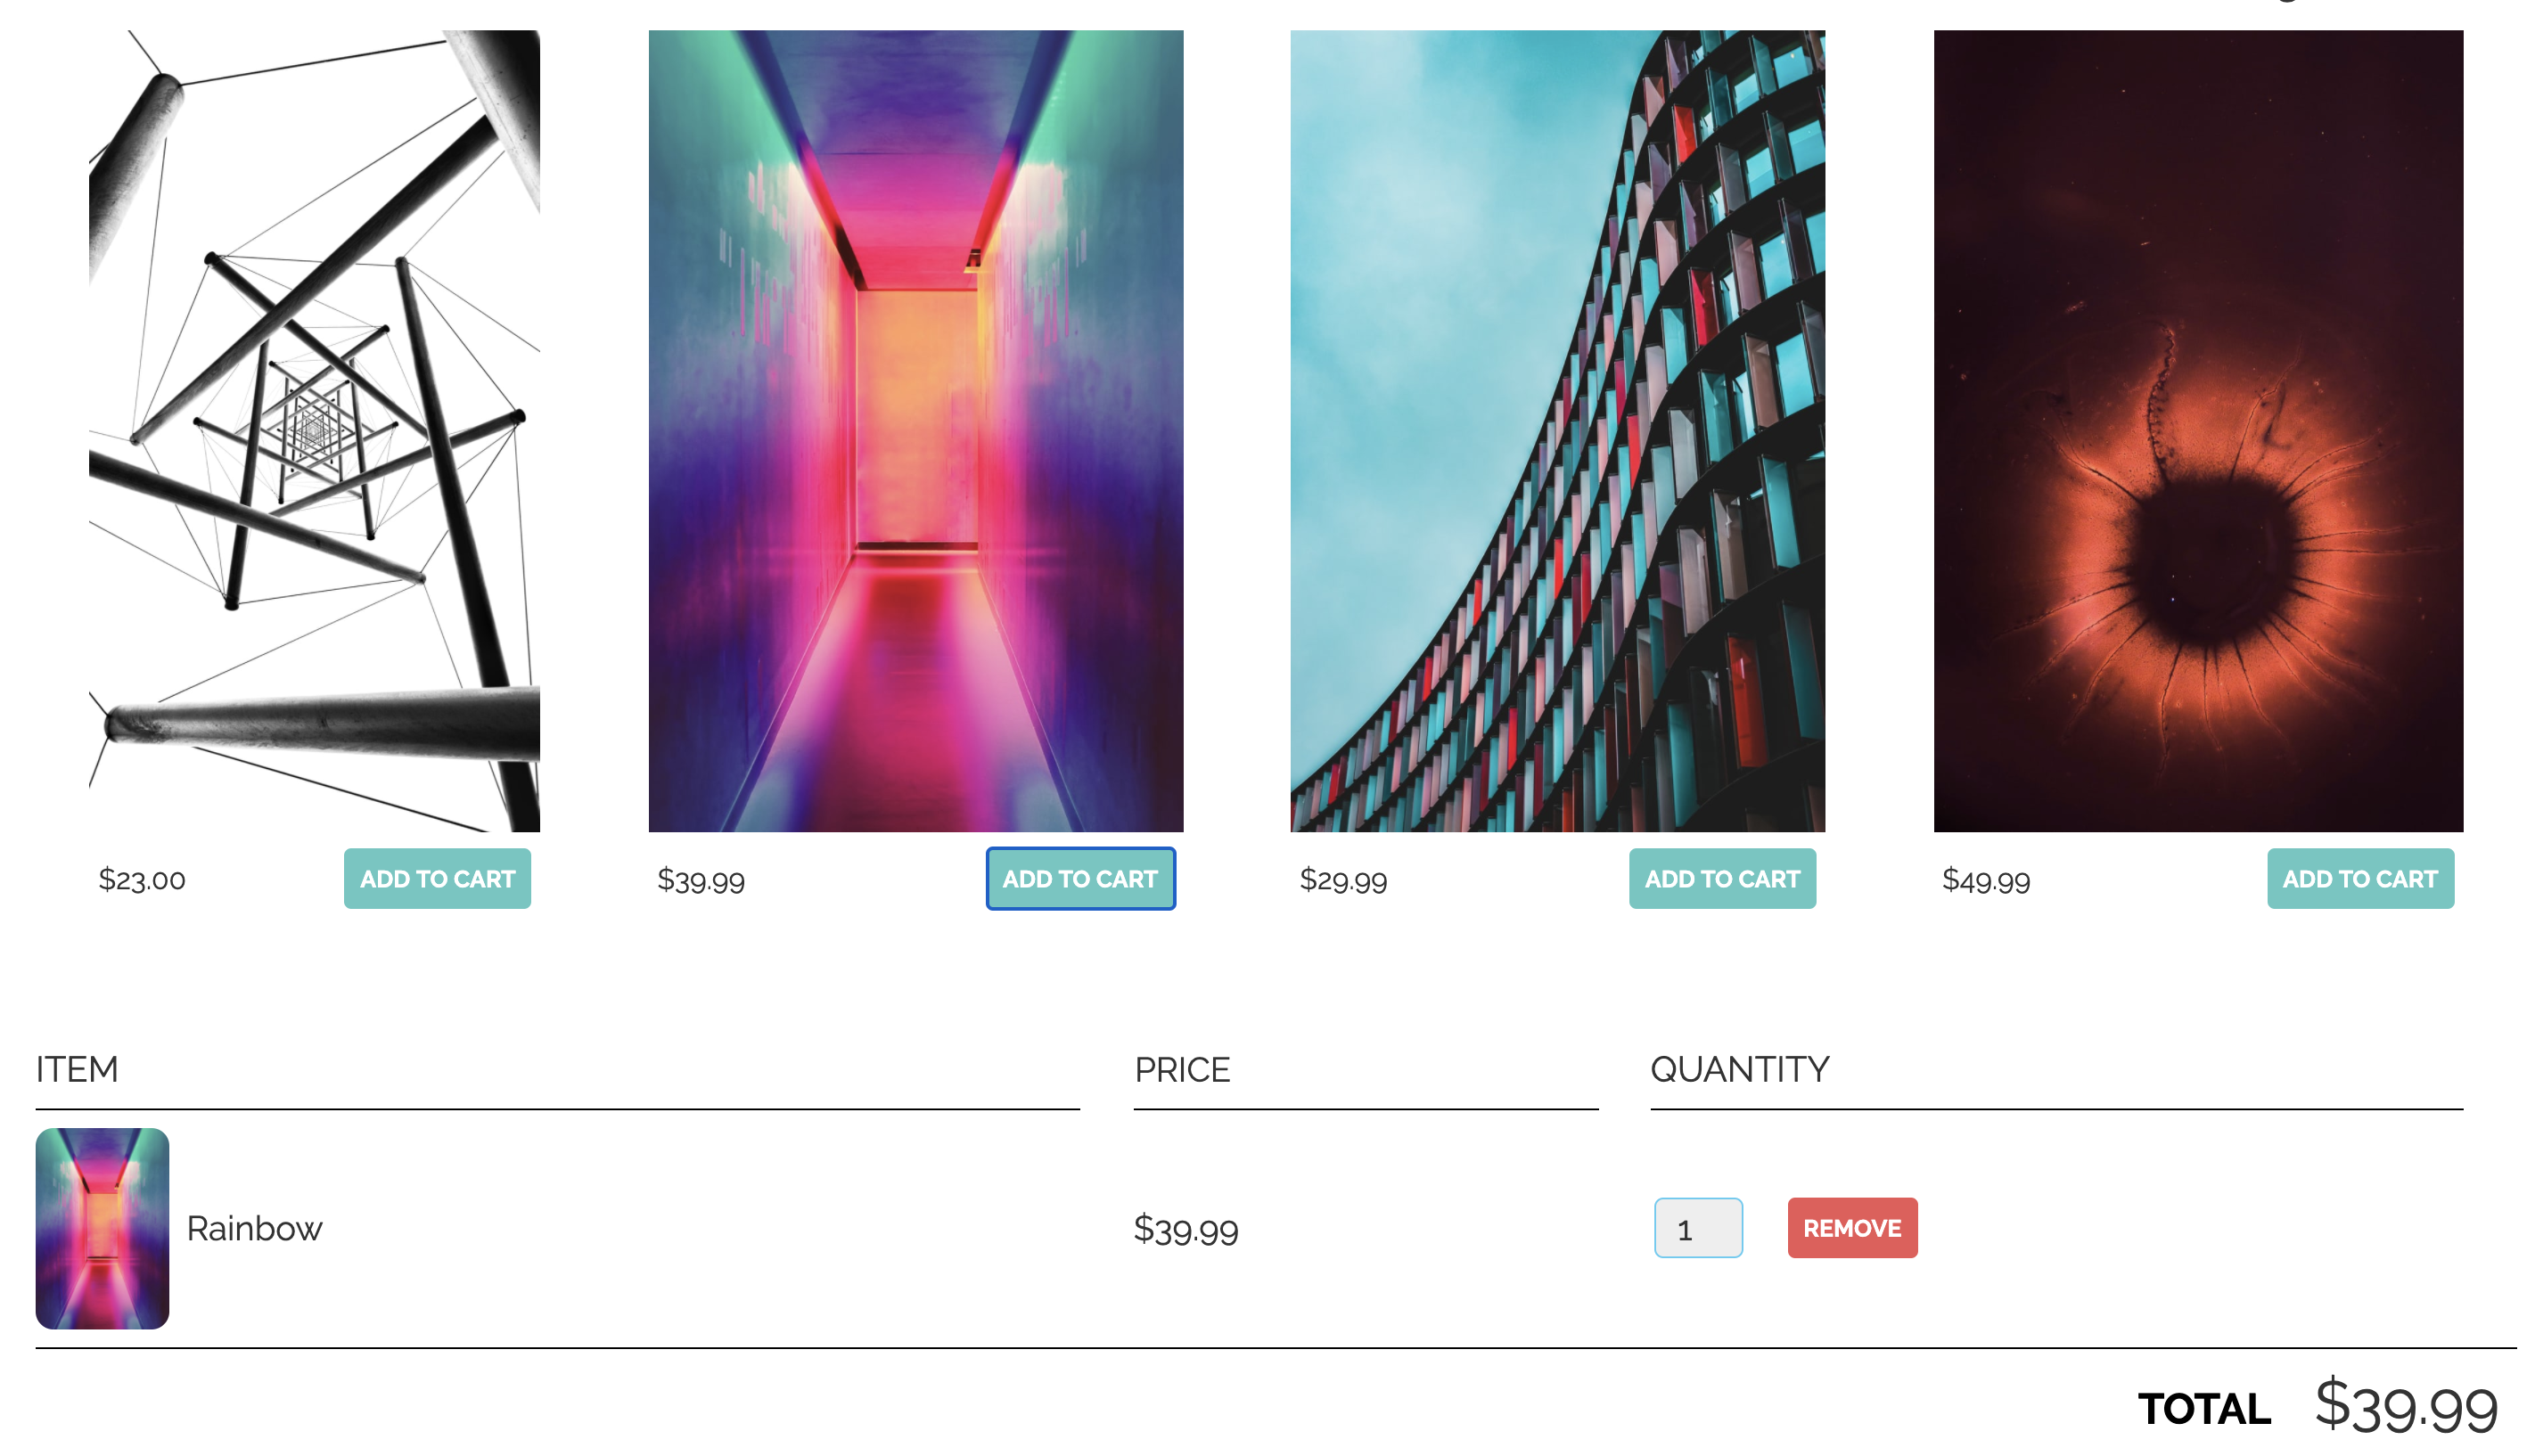 $23.00 ADD TO CART $39.99 ADD TO CART $29.99 ADD TO CART $49.99 ADD TO CART
ITEM PRICE QUANTITY
Rainbow $39.99 1 REMOVE
TOTAL $39.99